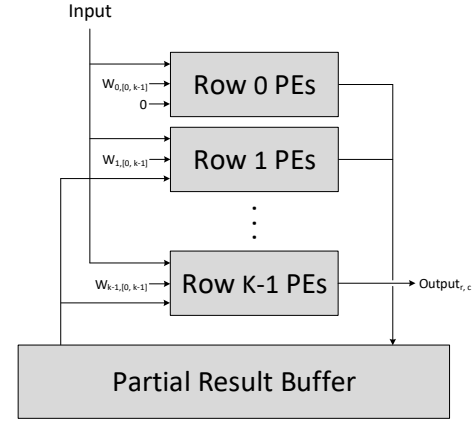 Input
W0,[0, k-1]
0
Row 0 PEs
W1,[0, k-1]
Row 1 PEs
Wk-1,[0, k-1]
Row K-1 PEs
Outputr, c
Partial Result Buffer